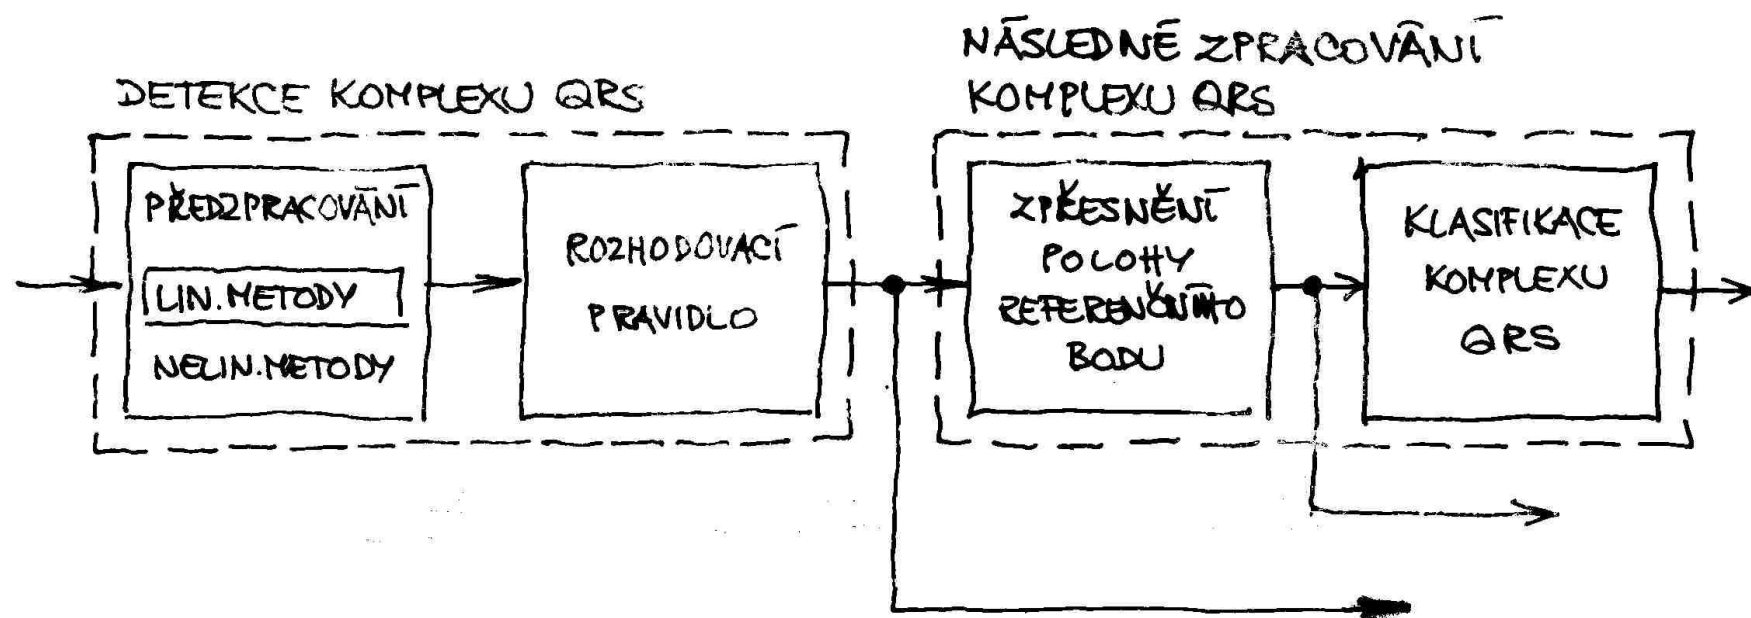 DETEKCE KOMPLEXU QRS
PŘEDZPRACOVÁNÍ
LIN. METODY
NELIN. METODY
ROZHODOVACÍ
PRAVIDLO
NÁSLEDNÉ ZPRACOVÁNÍ
KOMPLEXU QRS
ZPŘESNĚNÍ
POLOHY
REFERENČNÍHO
BODU
KLASIFIKACE
KOMPLEXU
QRS